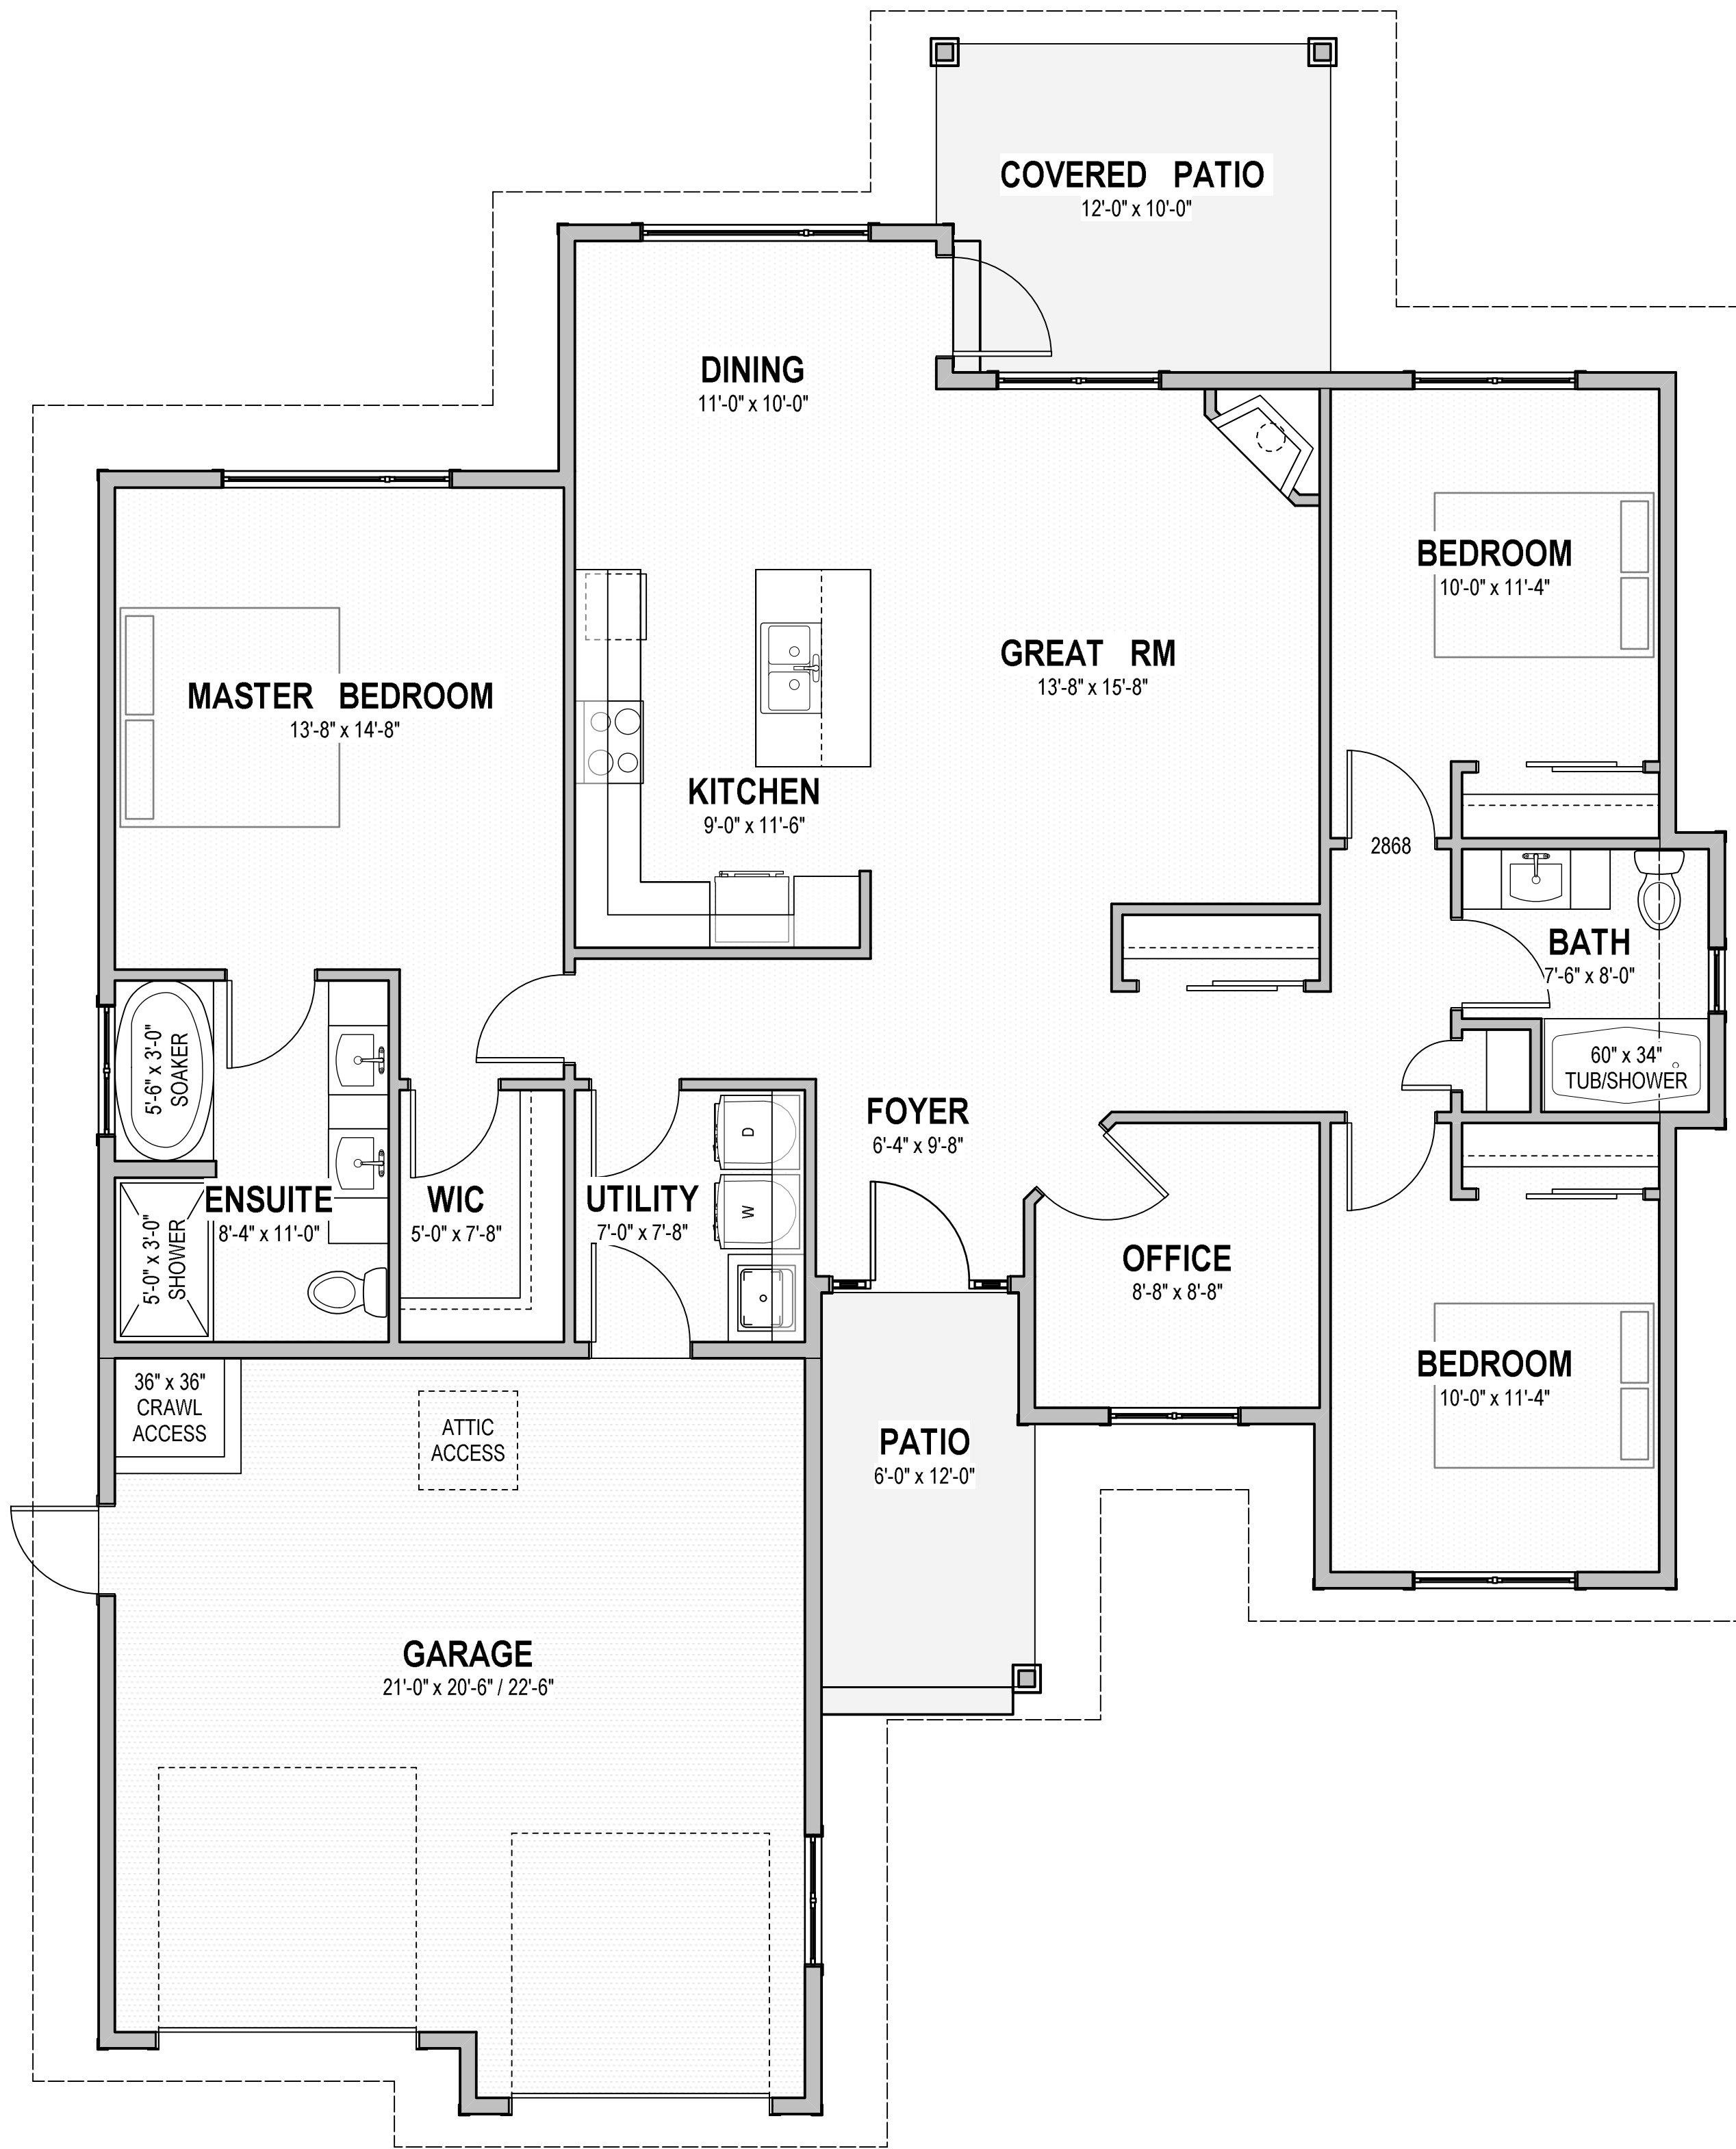 COVERED PATIO
12'-0" x 10'-0"
DINING
11'-0" x 10'-0"
BEDROOM
10'-0" x 11'-4"
GREAT RM
13'-8" x 15'-8"
MASTER BEDROOM
13'-8" x 14'-8"
KITCHEN
9'-0" x 11'-6"
2868
BATH
7'-6" x 8'-0"
60" x 34"
TUB/SHOWER
5'-6" x 3'-0"
SOAKER
FOYER
6'-4" x 9'-8"
D
W
ENSUITE
8'-4" x 11'-0"
WIC
5'-0" x 7'-8"
UTILITY
7'-0" x 7'-8"
5'-0" x 3'-0"
SHOWER
OFFICE
8'-8" x 8'-8"
BEDROOM
10'-0" x 11'-4"
36" x 36"
CRAWL
ACCESS
ATTIC
ACCESS
PATIO
6'-0" x 12'-0"
GARAGE
21'-0" x 20'-6" / 22'-6"